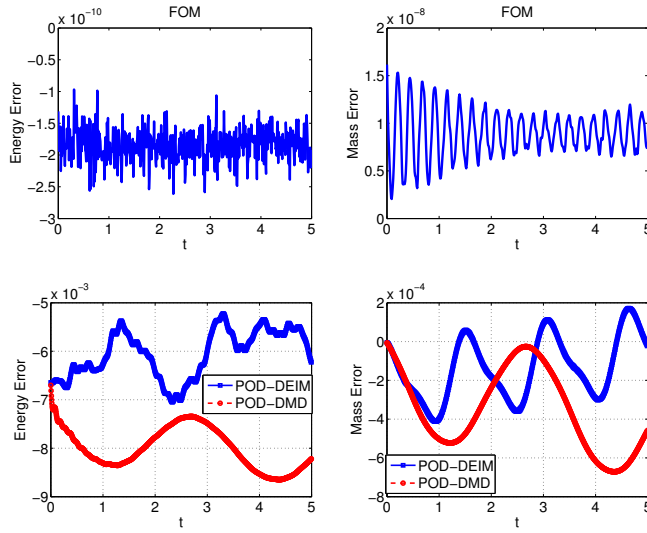 FOM
x 10⁻¹⁰
0
−0.5
−1
−1.5
−2
−2.5
−3
Energy Error
0 1 2 3 4 5
t
FOM
x 10⁻⁸
2
1.5
1
0.5
0
Mass Error
0 1 2 3 4 5
t
x 10⁻³
−5
−6
−7
−8
−9
Energy Error
POD−DEIM
POD−DMD
0 1 2 3 4 5
t
x 10⁻⁴
2
0
−2
−4
−6
−8
Mass Error
POD−DEIM
POD−DMD
0 1 2 3 4 5
t